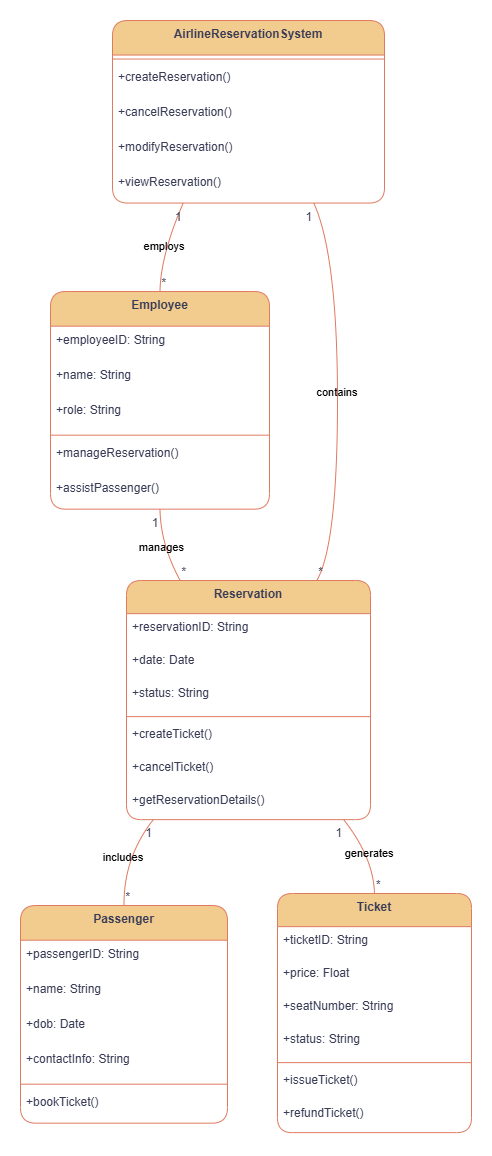 AirlineReservationSystem
+createReservation()
+cancelReservation()
+modifyReservation()
+viewReservation()
1
1
employs
*
Employee
+employeeID: String
+name: String
+role: String
+manageReservation()
+assistPassenger()
contains
1
manages
*
*
Reservation
+reservationID: String
+date: Date
+status: String
+createTicket()
+cancelTicket()
+getReservationDetails()
1
1
includes
generates
*
*
Passenger
+passengerID: String
+name: String
+dob: Date
+contactInfo: String
+bookTicket()
Ticket
+ticketID: String
+price: Float
+seatNumber: String
+status: String
+issueTicket()
+refundTicket()